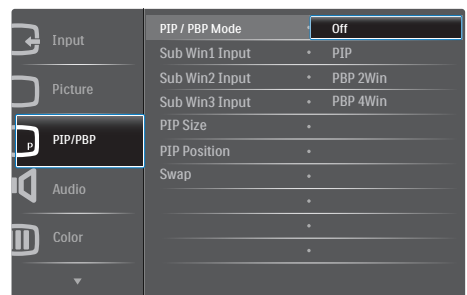 Input
Picture
P
PIP/PBP
Audio
Color
PIP / PBP Mode • Off
Sub Win1 Input • PIP
Sub Win2 Input • PBP 2Win
Sub Win3 Input • PBP 4Win
PIP Size •
PIP Position •
Swap •
•
•
•